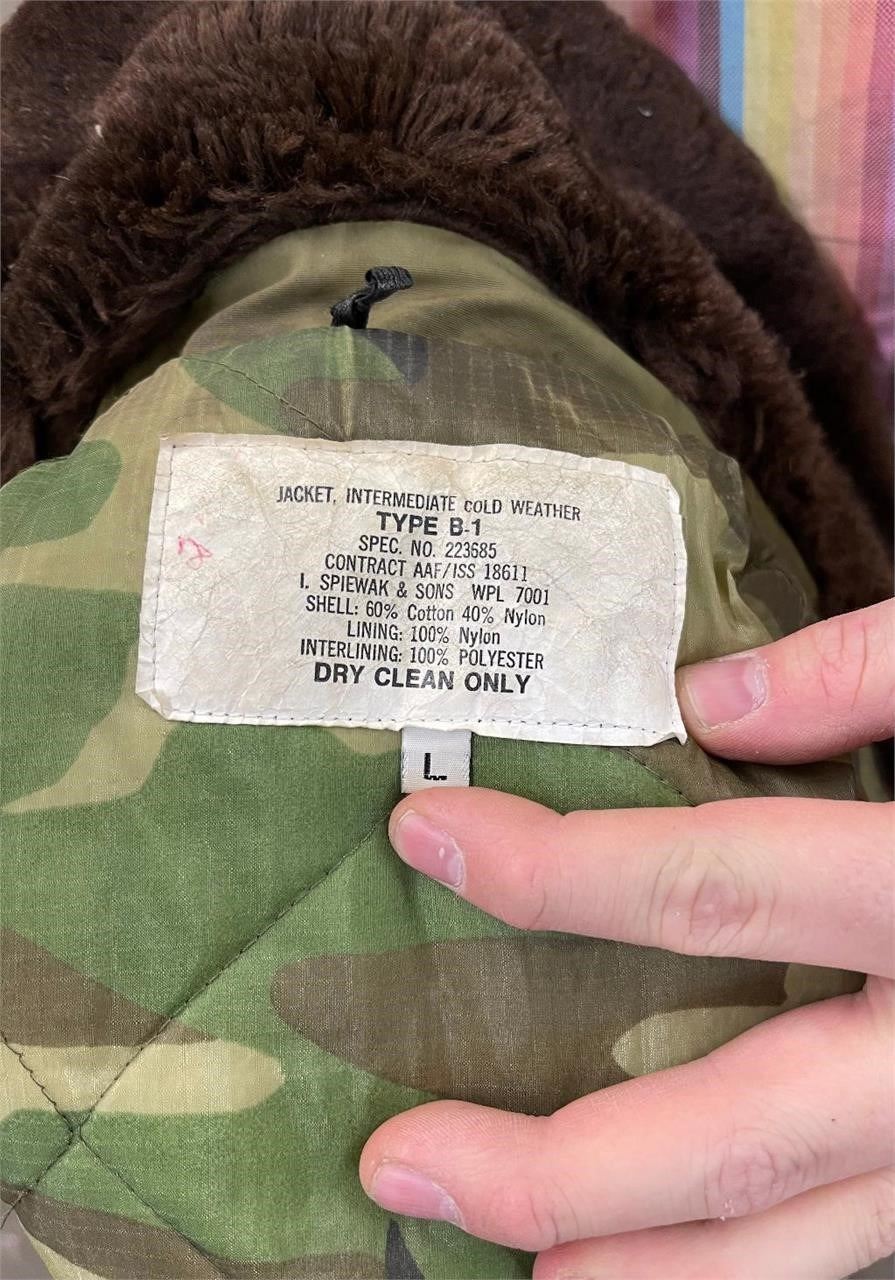 JACKET, INTERMEDIATE COLD WEATHER
TYPE B-1
SPEC. NO. 223685
CONTRACT AAF/ISS 18611
I. SPIEWAK & SONS WPL 7001
SHELL: 60% Cotton 40% Nylon
LINING: 100% Nylon
INTERLINING: 100% POLYESTER
DRY CLEAN ONLY
L